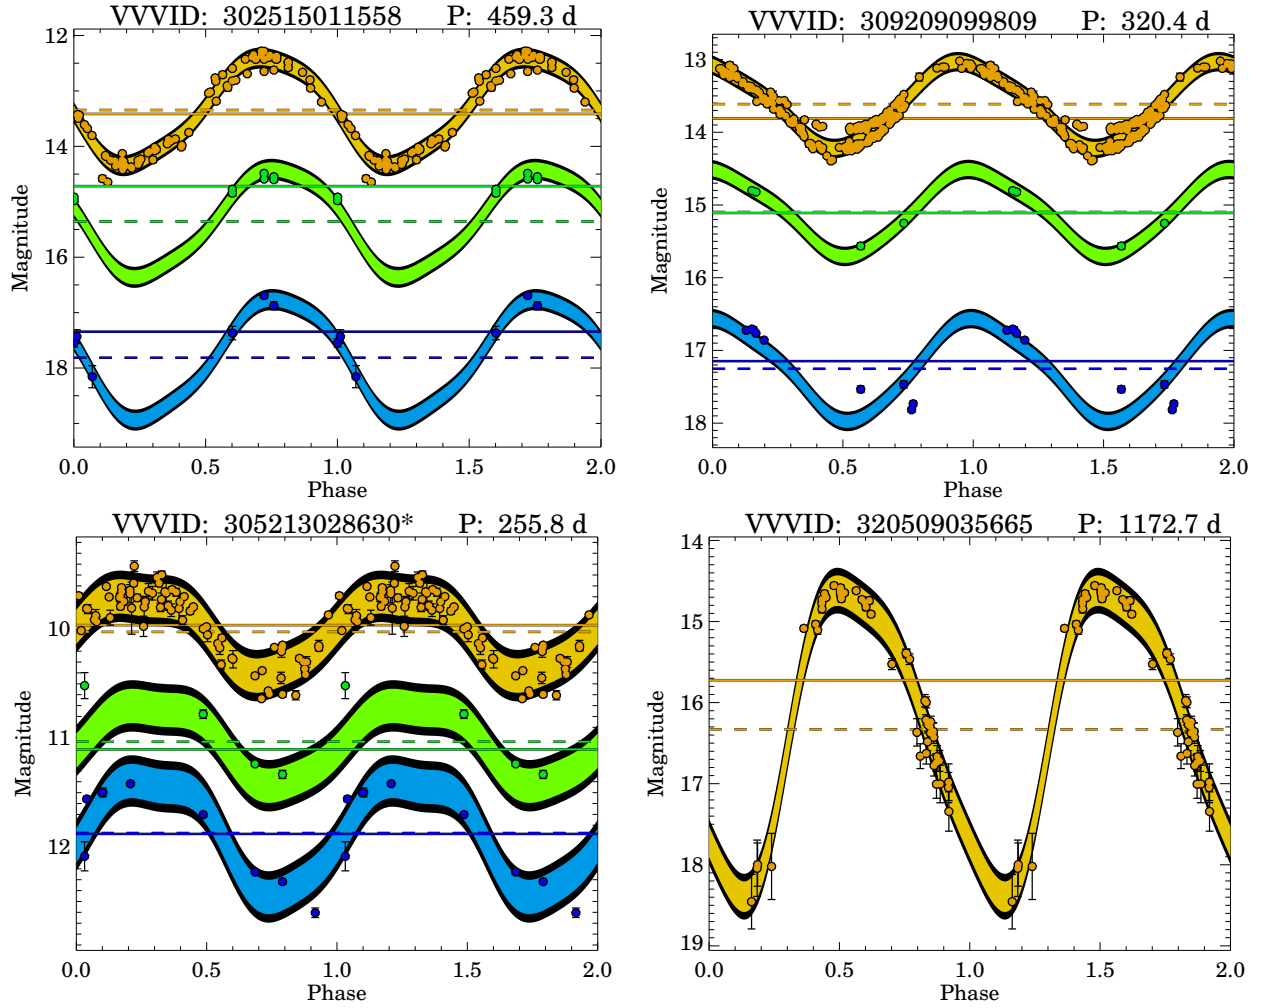 VVVID: 302515011558 P: 459.3 d
12
14
16
18
Magnitude
0.0 0.5 1.0 1.5 2.0
Phase
VVVID: 309209099809 P: 320.4 d
13
14
15
16
17
18
Magnitude
0.0 0.5 1.0 1.5 2.0
Phase
VVVID: 305213028630* P: 255.8 d
10
11
12
Magnitude
0.0 0.5 1.0 1.5 2.0
Phase
VVVID: 320509035665 P: 1172.7 d
14
15
16
17
18
19
Magnitude
0.0 0.5 1.0 1.5 2.0
Phase